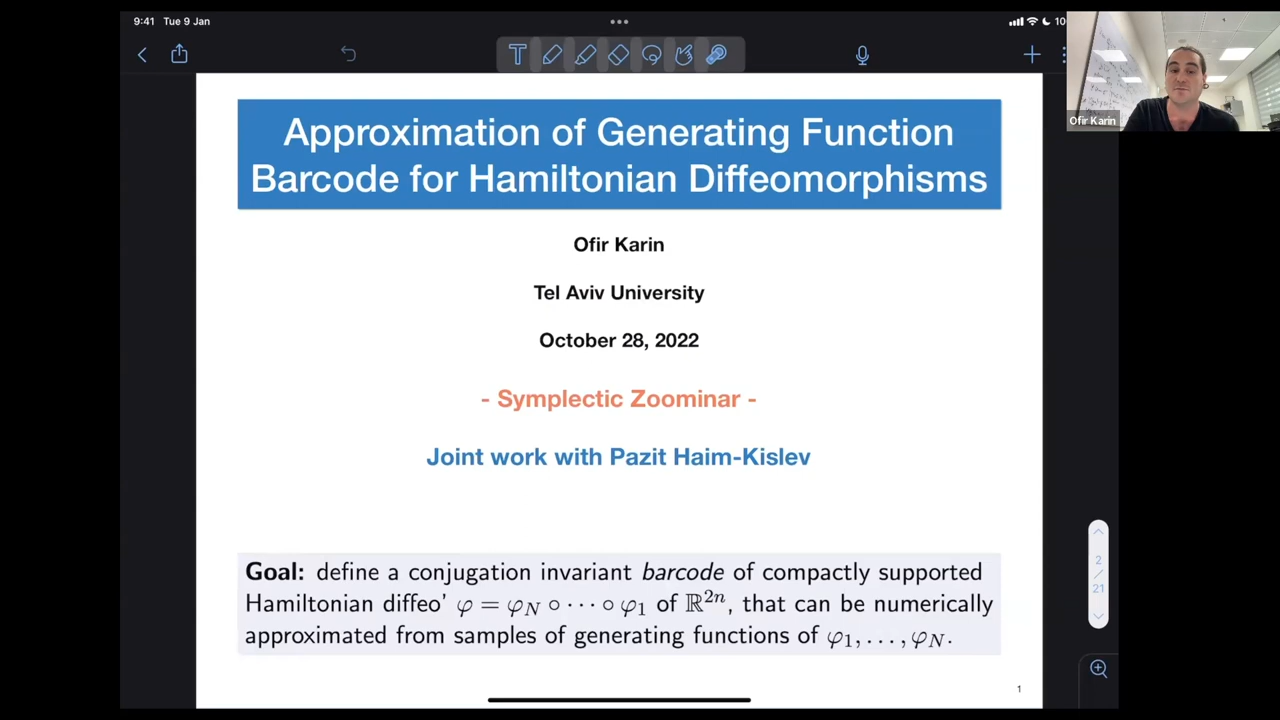 9:41 Tue 9 Jan
10
Ofir Karin
Approximation of Generating Function
Barcode for Hamiltonian Diffeomorphisms
Ofir Karin
Tel Aviv University
October 28, 2022
- Symplectic Zoominar -
Joint work with Pazit Haim-Kislev
Goal: define a conjugation invariant barcode of compactly supported
Hamiltonian diffeo' φ = φ_N ∘ ⋯ ∘ φ_1 of ℝ^{2n}, that can be numerically
approximated from samples of generating functions of φ_1, . . . , φ_N.
2
/
21
1